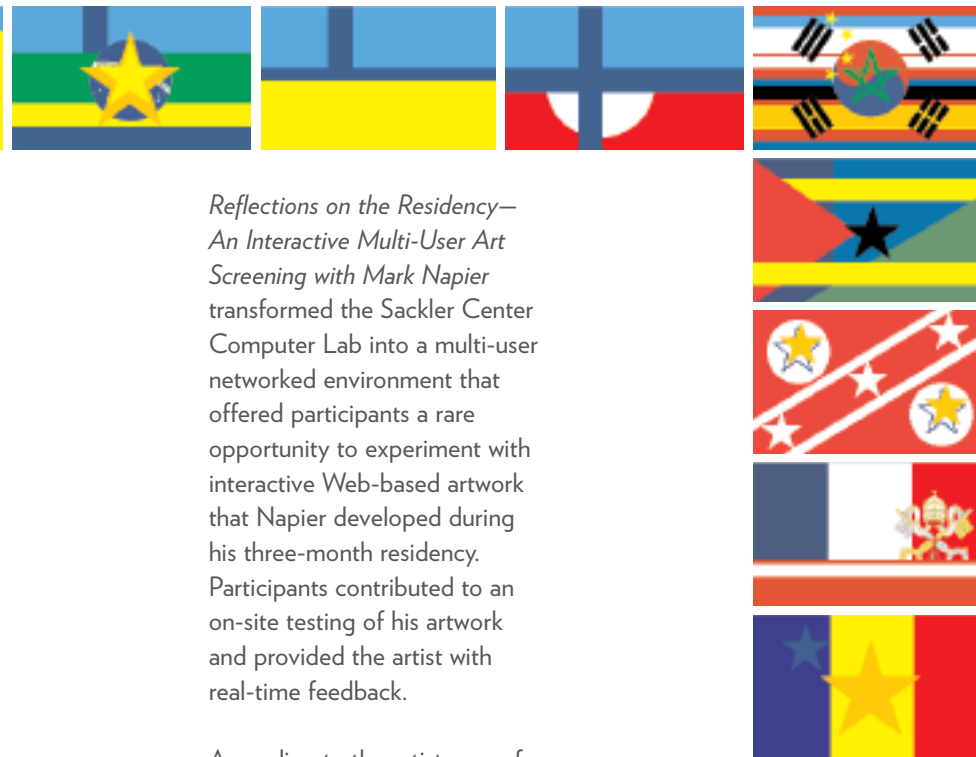 Reflections on the Residency—
An Interactive Multi-User Art
Screening with Mark Napier
transformed the Sackler Center
Computer Lab into a multi-user
networked environment that
offered participants a rare
opportunity to experiment with
interactive Web-based artwork
that Napier developed during
his three-month residency.
Participants contributed to an
on-site testing of his artwork
and provided the artist with
real-time feedback.